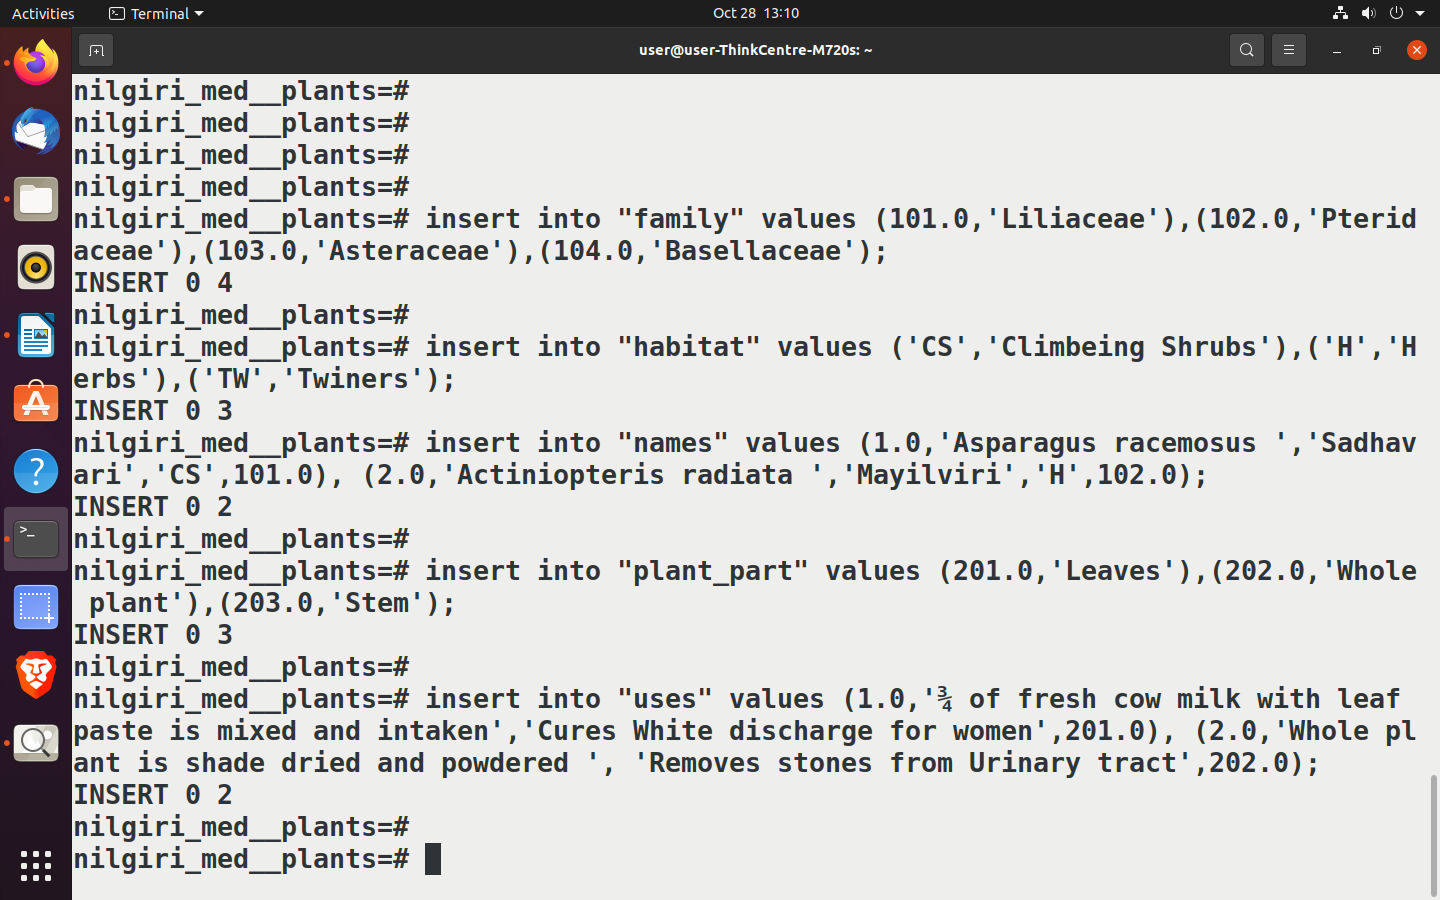 Activities
Terminal
Oct 28 13:10
user@user-ThinkCentre-M720s: ~
nilgiri_med__plants=#
nilgiri_med__plants=#
nilgiri_med__plants=#
nilgiri_med__plants=#
nilgiri_med__plants=# insert into "family" values (101.0,'Liliaceae'),(102.0,'Pterid
aceae'),(103.0,'Asteraceae'),(104.0,'Basellaceae');
INSERT 0 4
nilgiri_med__plants=#
nilgiri_med__plants=# insert into "habitat" values ('CS','Climbeing Shrubs'),('H','H
erbs'),('TW','Twiners');
INSERT 0 3
nilgiri_med__plants=# insert into "names" values (1.0,'Asparagus racemosus ','Sadhav
ari','CS',101.0), (2.0,'Actiniopteris radiata ','Mayilviri','H',102.0);
INSERT 0 2
nilgiri_med__plants=#
nilgiri_med__plants=# insert into "plant_part" values (201.0,'Leaves'),(202.0,'Whole
 plant'),(203.0,'Stem');
INSERT 0 3
nilgiri_med__plants=#
nilgiri_med__plants=# insert into "uses" values (1.0,'¾ of fresh cow milk with leaf
paste is mixed and intaken','Cures White discharge for women',201.0), (2.0,'Whole pl
ant is shade dried and powdered ', 'Removes stones from Urinary tract',202.0);
INSERT 0 2
nilgiri_med__plants=#
nilgiri_med__plants=#